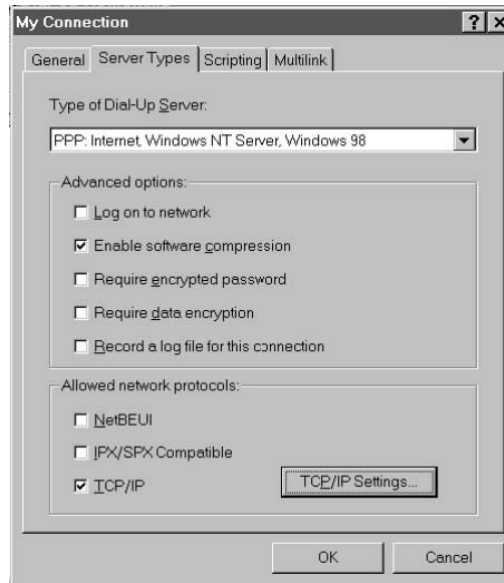 My Connection
General Server Types Scripting Multilink
Type of Dial-Up Server:
PPP: Internet, Windows NT Server, Windows 98
Advanced options:
Log on to network
Enable software compression
Require encrypted password
Require data encryption
Record a log file for this connection
Allowed network protocols:
NetBEUI
IPX/SPX Compatible
TCP/IP TCP/IP Settings...
OK Cancel